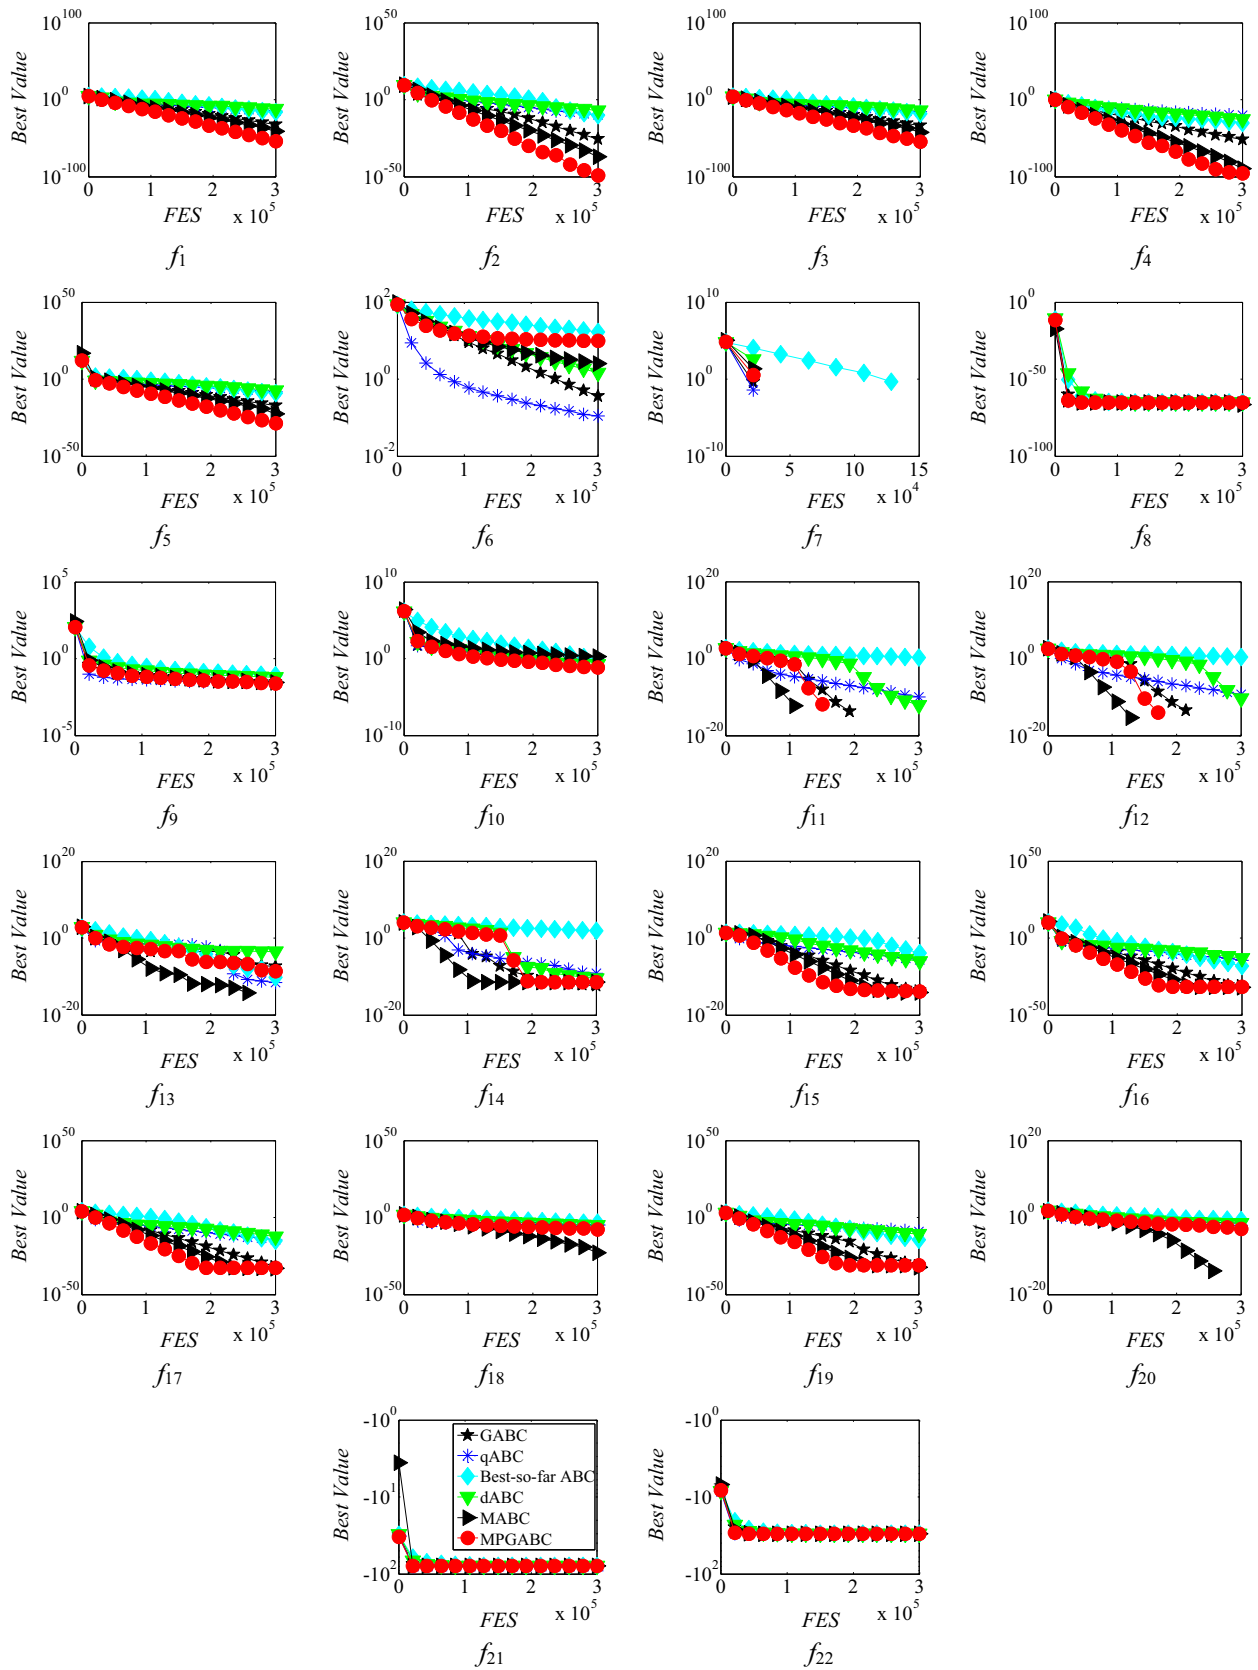 10^100 10^50 10^100 10^100
Best Value Best Value Best Value Best Value
10^0 10^0 10^0 10^0
10^-100 10^-50 10^-100 10^-100
0 1 2 3 0 1 2 3 0 1 2 3 0 1 2 3
FES x 10^5 FES x 10^5 FES x 10^5 FES x 10^5
f1 f2 f3 f4
10^50 10^2 10^10 10^0
Best Value Best Value Best Value Best Value
10^0 10^0 10^0 10^-50
10^-50 10^-2 10^-10 10^-100
0 1 2 3 0 1 2 3 0 5 10 15 0 1 2 3
FES x 10^5 FES x 10^5 FES x 10^4 FES x 10^5
f5 f6 f7 f8
10^5 10^10 10^20 10^20
Best Value Best Value Best Value Best Value
10^0 10^0 10^0 10^0
10^-5 10^-10 10^-20 10^-20
0 1 2 3 0 1 2 3 0 1 2 3 0 1 2 3
FES x 10^5 FES x 10^5 FES x 10^5 FES x 10^5
f9 f10 f11 f12
10^20 10^20 10^20 10^50
Best Value Best Value Best Value Best Value
10^0 10^0 10^0 10^0
10^-20 10^-20 10^-20 10^-50
0 1 2 3 0 1 2 3 0 1 2 3 0 1 2 3
FES x 10^5 FES x 10^5 FES x 10^5 FES x 10^5
f13 f14 f15 f16
10^50 10^50 10^50 10^20
Best Value Best Value Best Value Best Value
10^0 10^0 10^0 10^0
10^-50 10^-50 10^-50 10^-20
0 1 2 3 0 1 2 3 0 1 2 3 0 1 2 3
FES x 10^5 FES x 10^5 FES x 10^5 FES x 10^5
f17 f18 f19 f20
-10^0 -10^0
GABC
qABC
Best-so-far ABC
dABC
MABC
MPGABC
Best Value Best Value
-10^1 -10^1
-10^2 -10^2
0 1 2 3 0 1 2 3
FES x 10^5 FES x 10^5
f21 f22